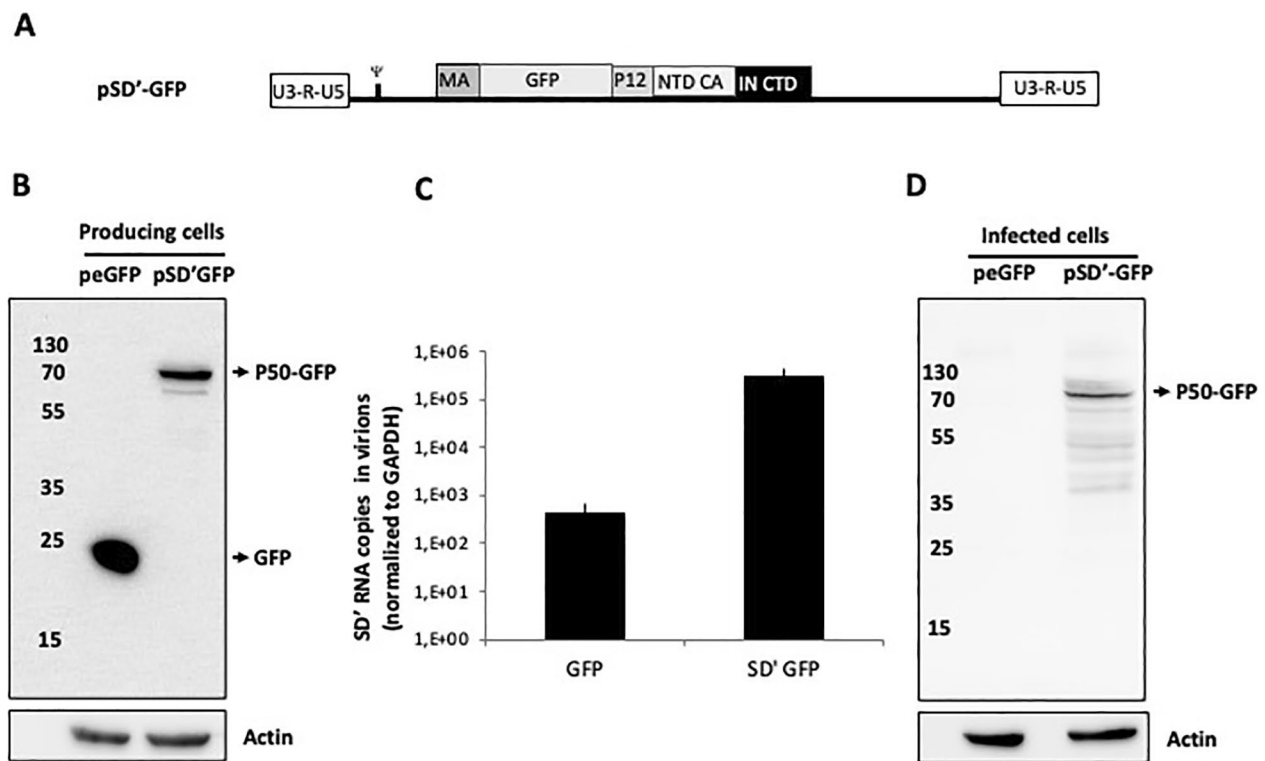 A
pSD'-GFP
U3-R-U5
Ψ
MA
GFP
P12
NTD CA
IN CTD
U3-R-U5
B
Producing cells
peGFP pSD'GFP
130
70
55
35
25
15
P50-GFP
GFP
Actin
C
SD' RNA copies in virions
(normalized to GAPDH)
1,E+06
1,E+05
1,E+04
1,E+03
1,E+02
1,E+01
1,E+00
GFP
SD' GFP
D
Infected cells
peGFP pSD'-GFP
130
70
55
35
25
15
P50-GFP
Actin